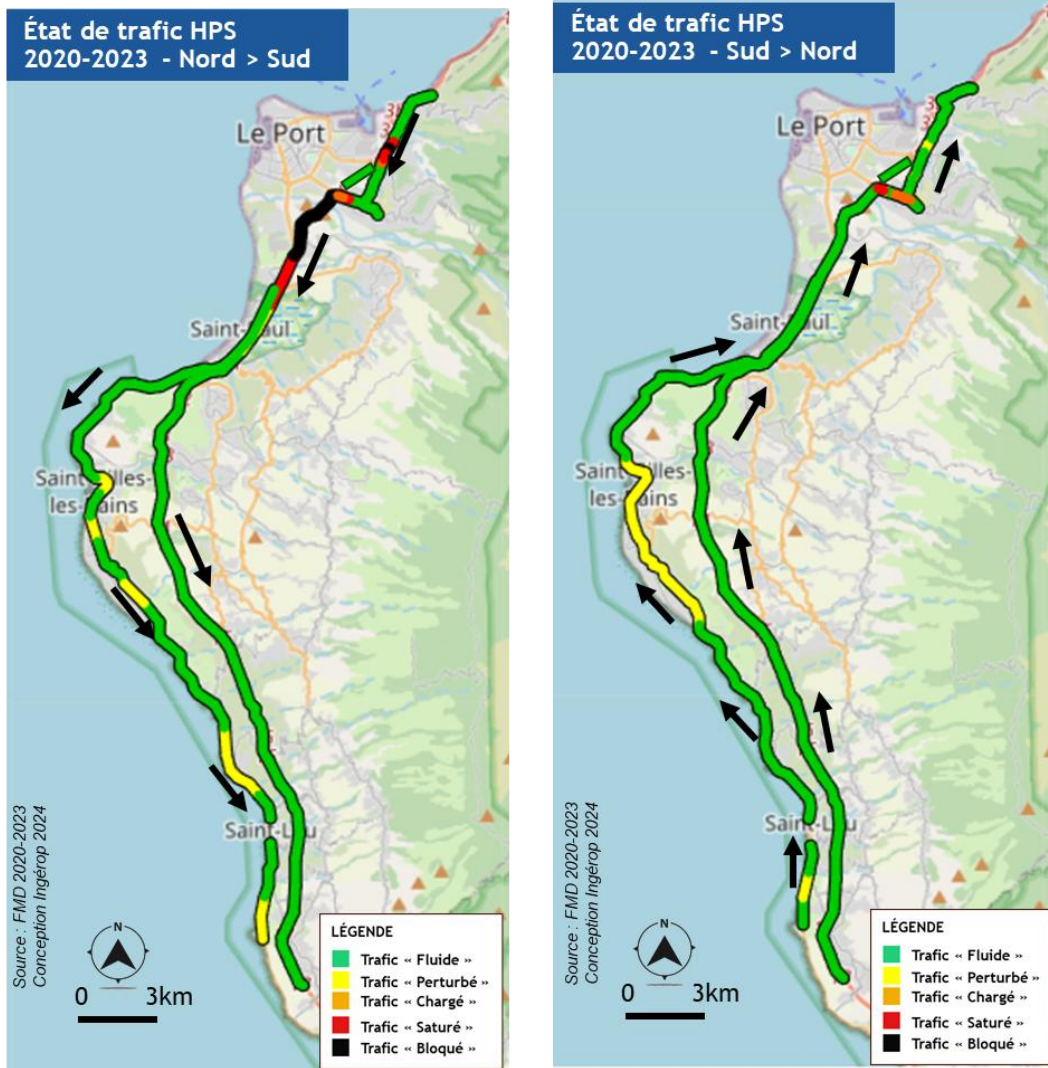 État de trafic HPS
2020-2023 - Nord > Sud
Le Port
Saint-Paul
Saint-Gilles-
les-Bains
Saint-Leu
Source : FMD 2020-2023
Conception Ingérop 2024
N
0 3km
LÉGENDE
Trafic « Fluide »
Trafic « Perturbé »
Trafic « Chargé »
Trafic « Saturé »
Trafic « Bloqué »
État de trafic HPS
2020-2023 - Sud > Nord
Le Port
Saint-Paul
Saint-Gilles-
les-Bains
Saint-Leu
Source : FMD 2020-2023
Conception Ingérop 2024
N
0 3km
LÉGENDE
Trafic « Fluide »
Trafic « Perturbé »
Trafic « Chargé »
Trafic « Saturé »
Trafic « Bloqué »